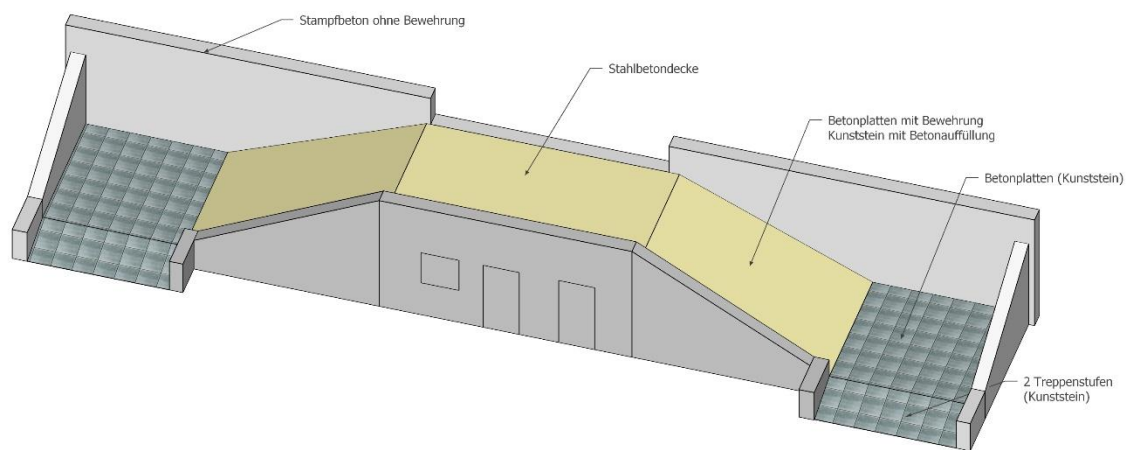 Stampfbeton ohne Bewehrung
Stahlbetondecke
Betonplatten mit Bewehrung
Kunststein mit Betonauffüllung
Betonplatten (Kunststein)
2 Treppenstufen
(Kunststein)